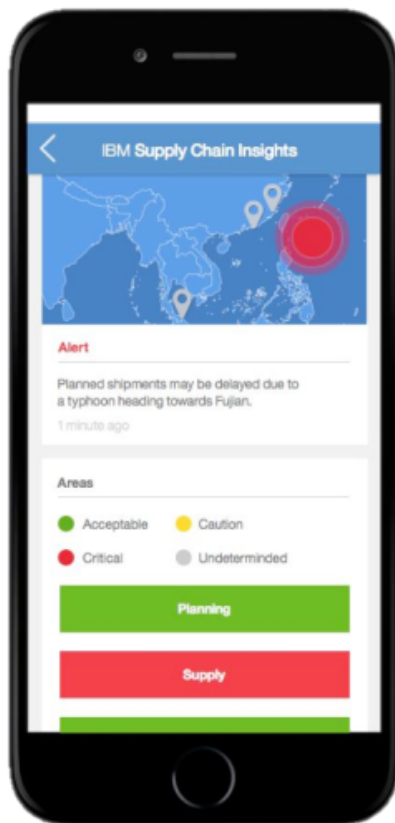 IBM Supply Chain Insights
Alert
Planned shipments may be delayed due to
a typhoon heading towards Fujian.
1 minute ago
Areas
Acceptable
Caution
Critical
Undeterminded
Planning
Supply